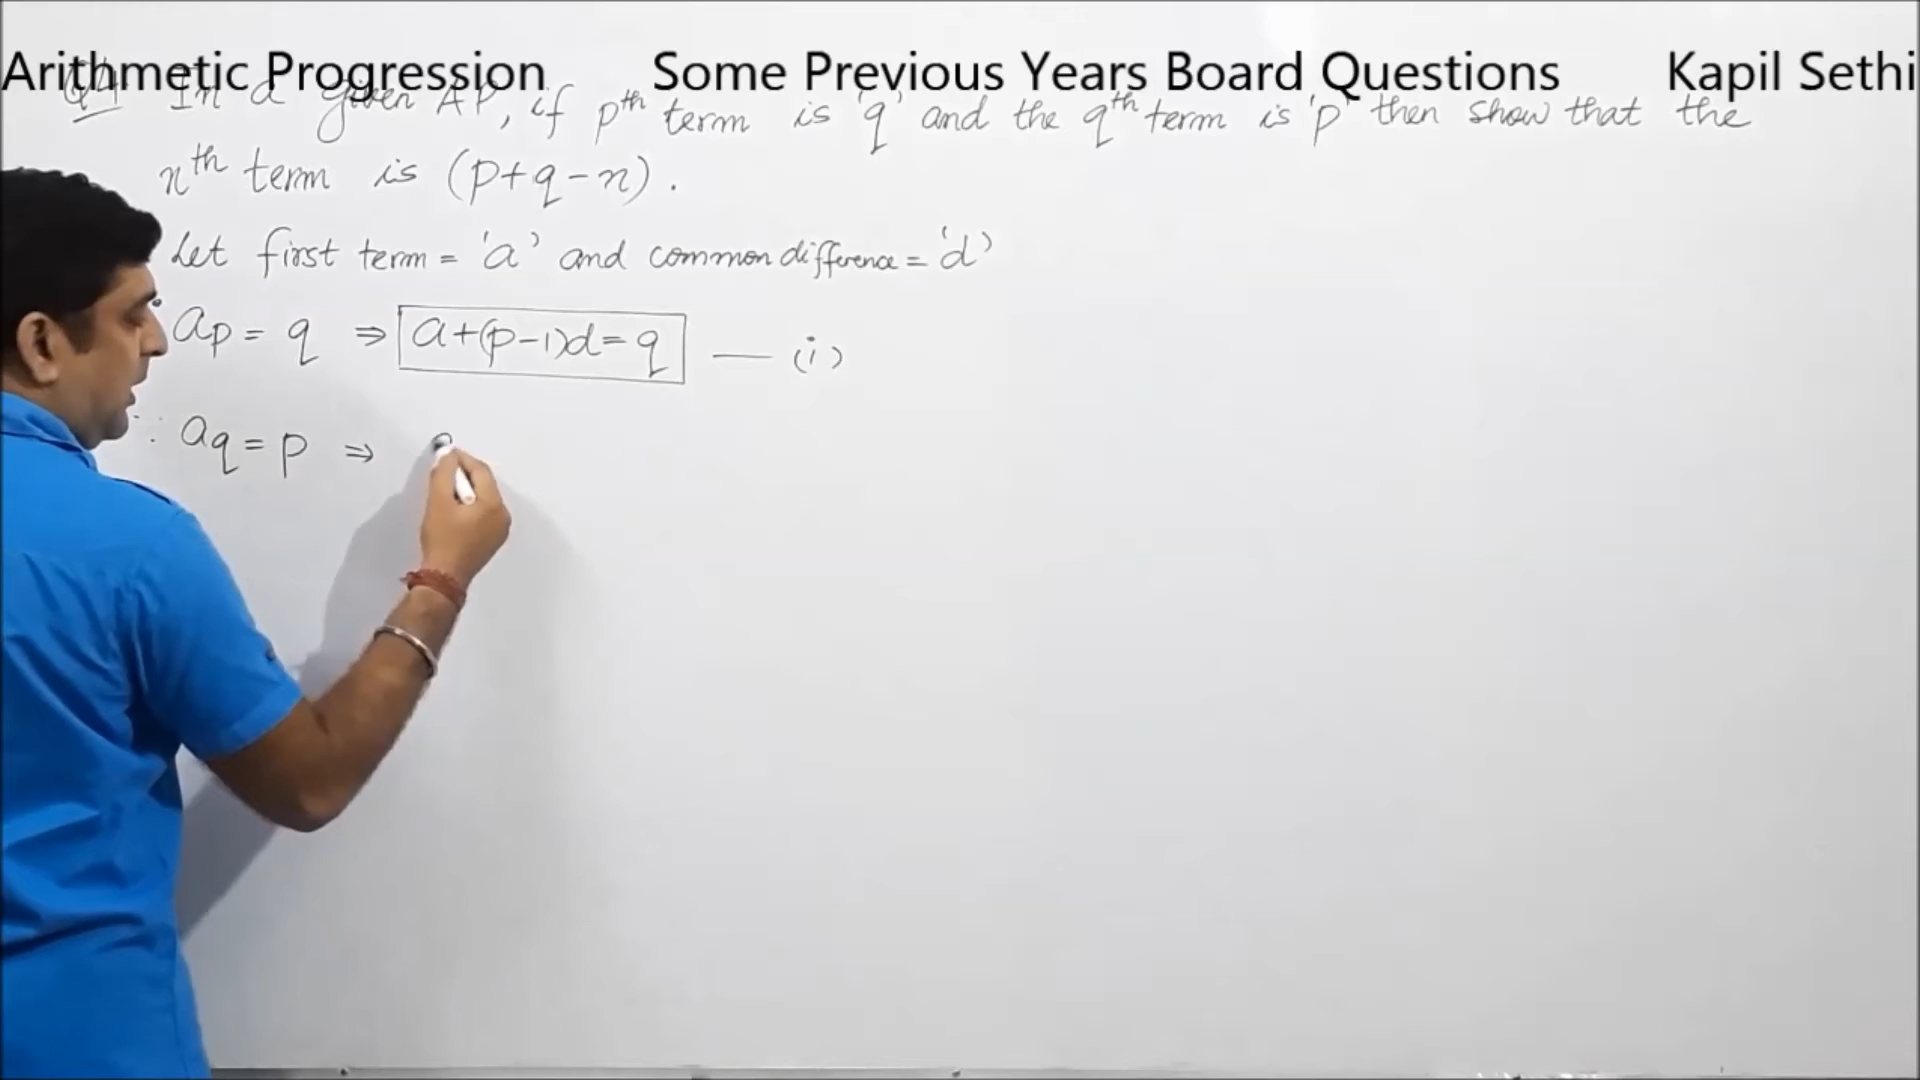 Arithmetic Progression Some Previous Years Board Questions Kapil Sethi
Q4 In a given AP, if pth term is 'q' and the qth term is 'p' then show that the
nth term is (p+q-n).
Let first term = 'a' and common difference = 'd'
∵ ap = q ⇒ a+(p-1)d=q — (i)
∵ aq = p ⇒